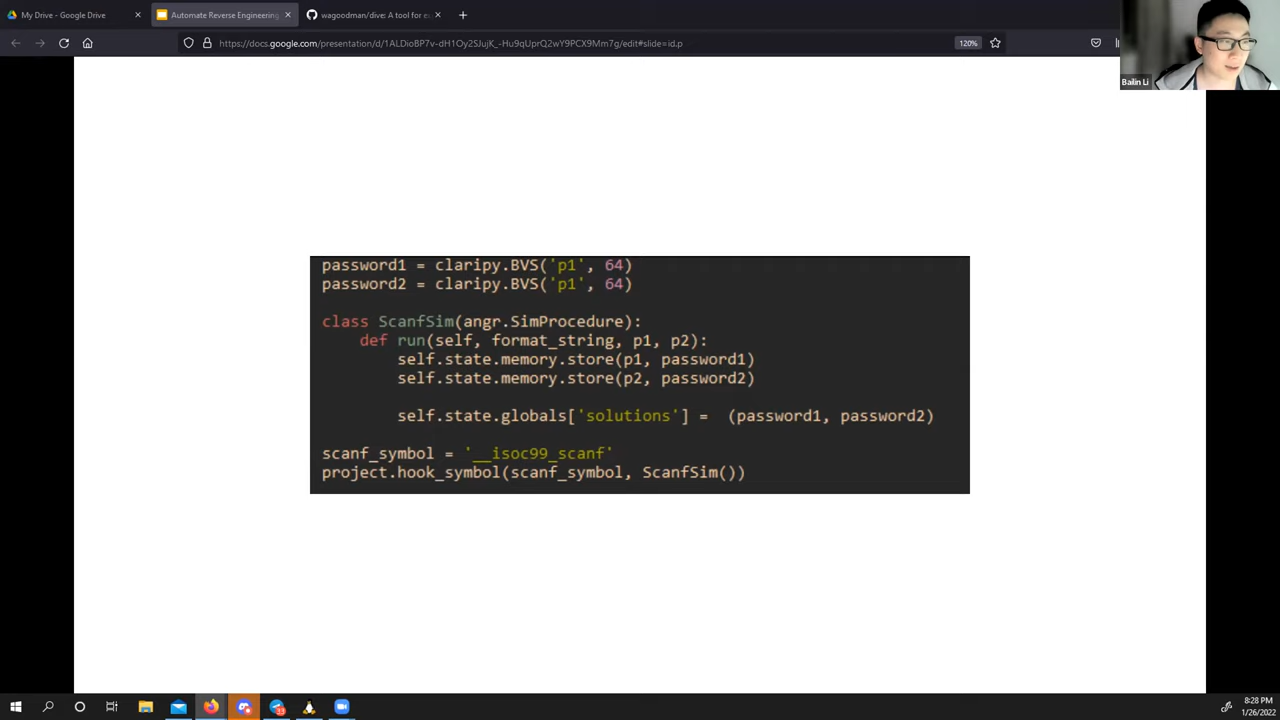 My Drive - Google Drive
Automate Reverse Engineering
wagoodman/dive: A tool for e
https://docs.google.com/presentation/d/1ALDioBP7v-dH1Oy2SJujK_-Hu9qUprQ2wY9PCX9Mm7g/edit#slide=id.p
120%
Bailin Li
password1 = claripy.BVS('p1', 64)
password2 = claripy.BVS('p1', 64)
class ScanfSim(angr.SimProcedure):
def run(self, format_string, p1, p2):
self.state.memory.store(p1, password1)
self.state.memory.store(p2, password2)
self.state.globals['solutions'] = (password1, password2)
scanf_symbol = '__isoc99_scanf'
project.hook_symbol(scanf_symbol, ScanfSim())
8:28 PM
1/26/2022